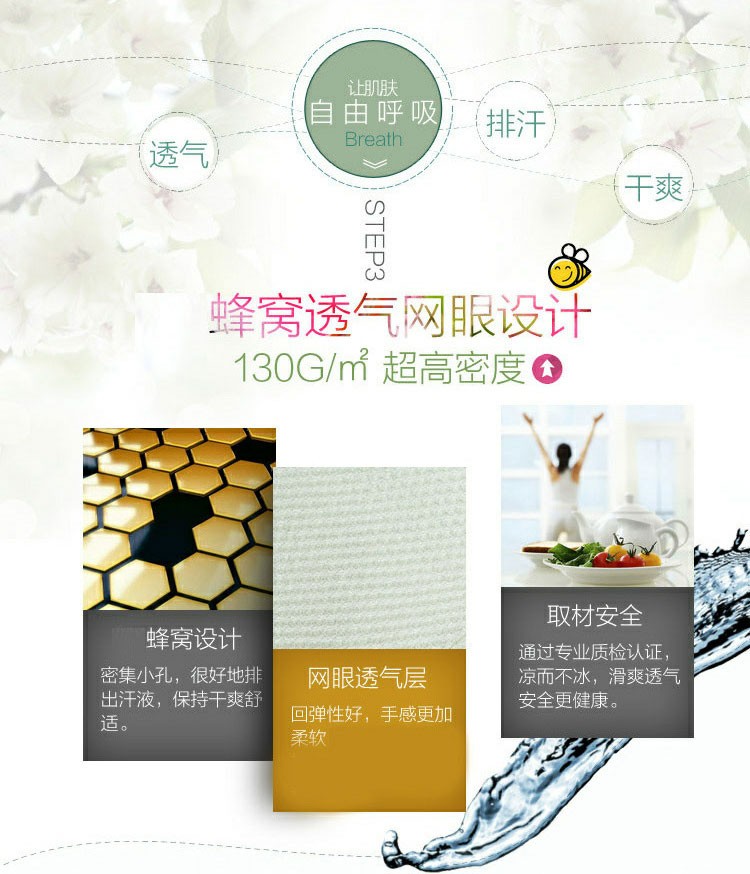 让肌肤
自由呼吸
Breath
透气
排汗
干爽
STEP3
蜂窝透气网眼设计
130G/㎡ 超高密度
蜂窝设计
密集小孔，很好地排
出汗液，保持干爽舒
适。
网眼透气层
回弹性好，手感更加
柔软
取材安全
通过专业质检认证，
凉而不冰，滑爽透气
安全更健康。